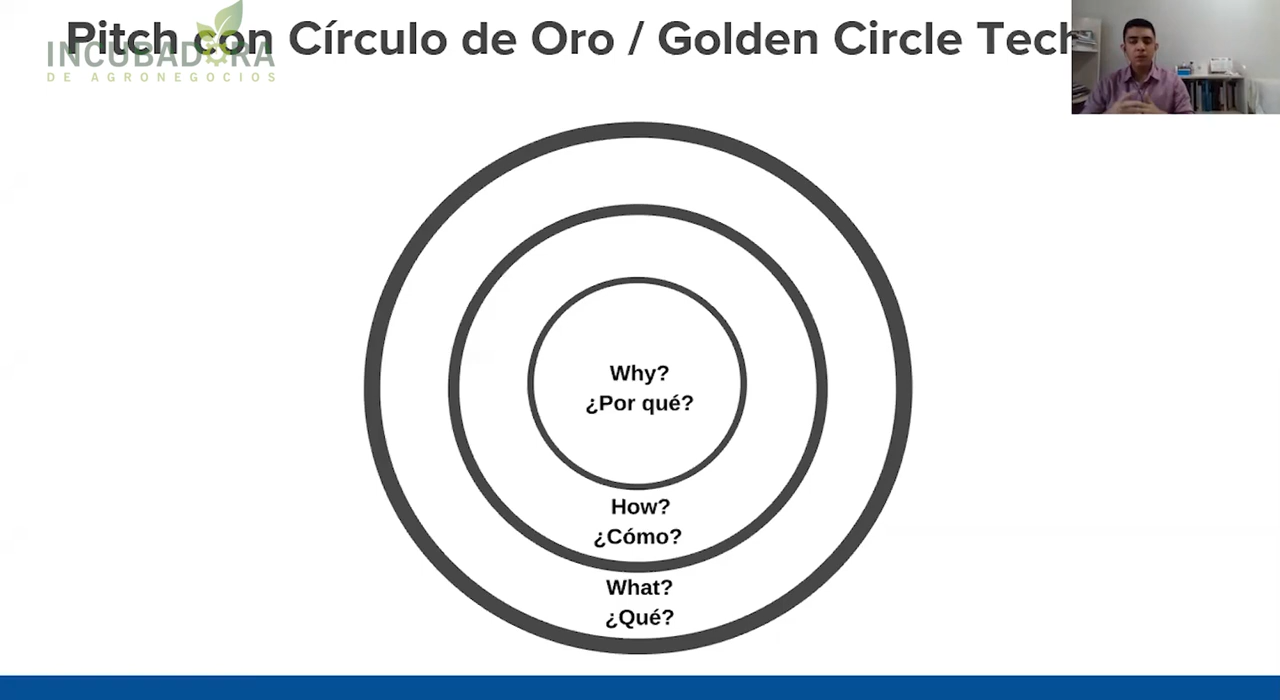 Pitch con Círculo de Oro / Golden Circle Tech
INCUBADORA
DE AGRONEGOCIOS
Why?
¿Por qué?
How?
¿Cómo?
What?
¿Qué?